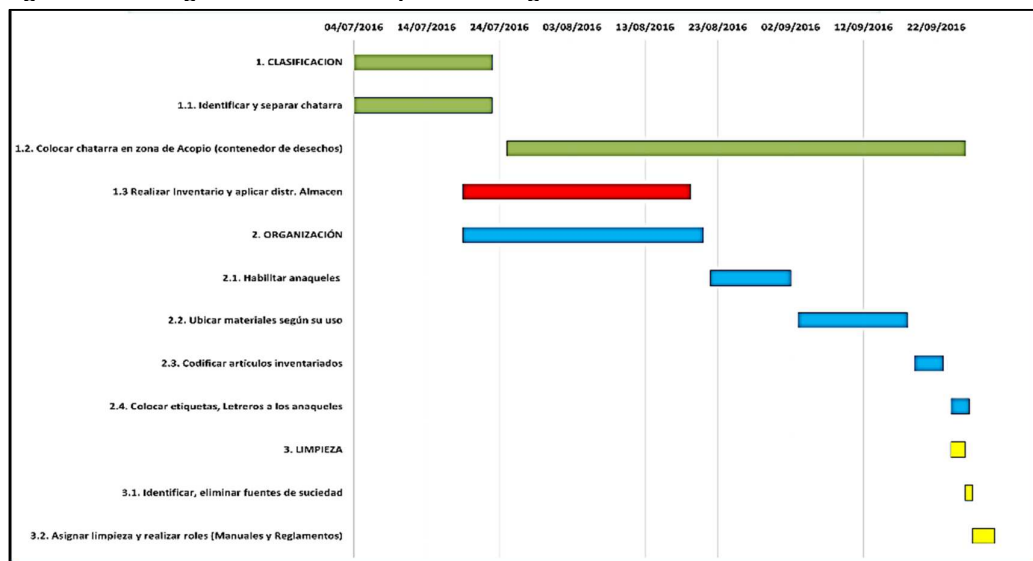 04/07/2016 14/07/2016 24/07/2016 03/08/2016 13/08/2016 23/08/2016 02/09/2016 12/09/2016 22/09/2016
1. CLASIFICACION
1.1. Identificar y separar chatarra
1.2. Colocar chatarra en zona de Acopio (contenedor de desechos)
1.3 Realizar Inventario y aplicar distr. Almacen
2. ORGANIZACIÓN
2.1. Habilitar anaqueles
2.2. Ubicar materiales según su uso
2.3. Codificar artículos inventariados
2.4. Colocar etiquetas, Letreros a los anaqueles
3. LIMPIEZA
3.1. Identificar, eliminar fuentes de suciedad
3.2. Asignar limpieza y realizar roles (Manuales y Reglamentos)